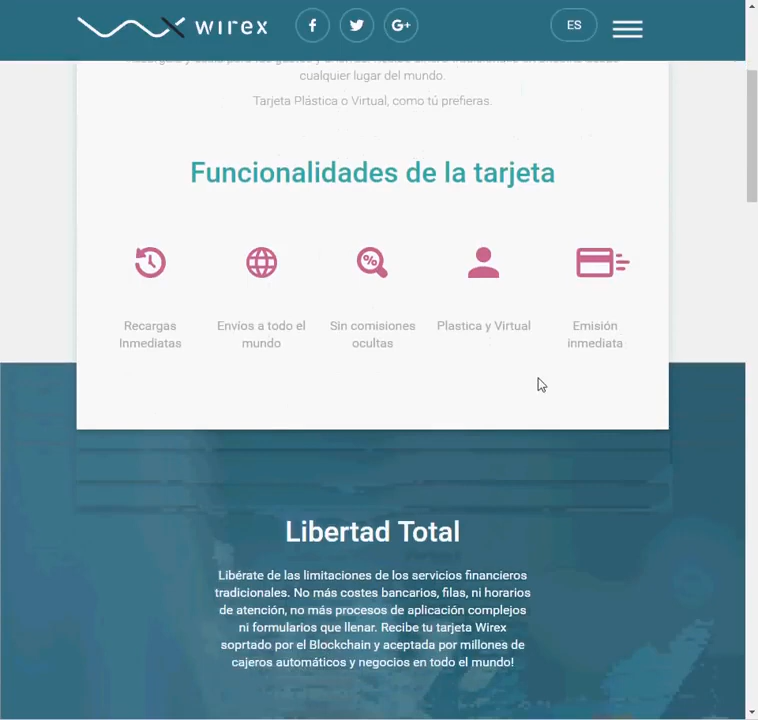 wirex
f
G+
ES
cualquier lugar del mundo.
Tarjeta Plástica o Virtual, como tú prefieras.
Funcionalidades de la tarjeta
%
Recargas Inmediatas
Envíos a todo el mundo
Sin comisiones ocultas
Plastica y Virtual
Emisión inmediata
Libertad Total
Libérate de las limitaciones de los servicios financieros
tradicionales. No más costes bancarios, filas, ni horarios
de atención, no más procesos de aplicación complejos
ni formularios que llenar. Recibe tu tarjeta Wirex
soprtado por el Blockchain y aceptada por millones de
cajeros automáticos y negocios en todo el mundo!